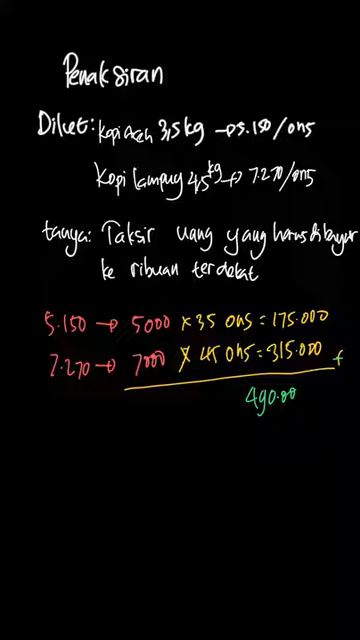 Penaksiran
Diket: Kopi Aceh 3,5 kg → 5.150/ons
Kopi lampung 4,5 kg → 7.270/ons
tanya: Taksir uang yang harus dibayar
ke ribuan terdekat
5.150 → 5000 x 35 ons = 175.000
7.270 → 7000 x 45 ons = 315.000 +
490.00